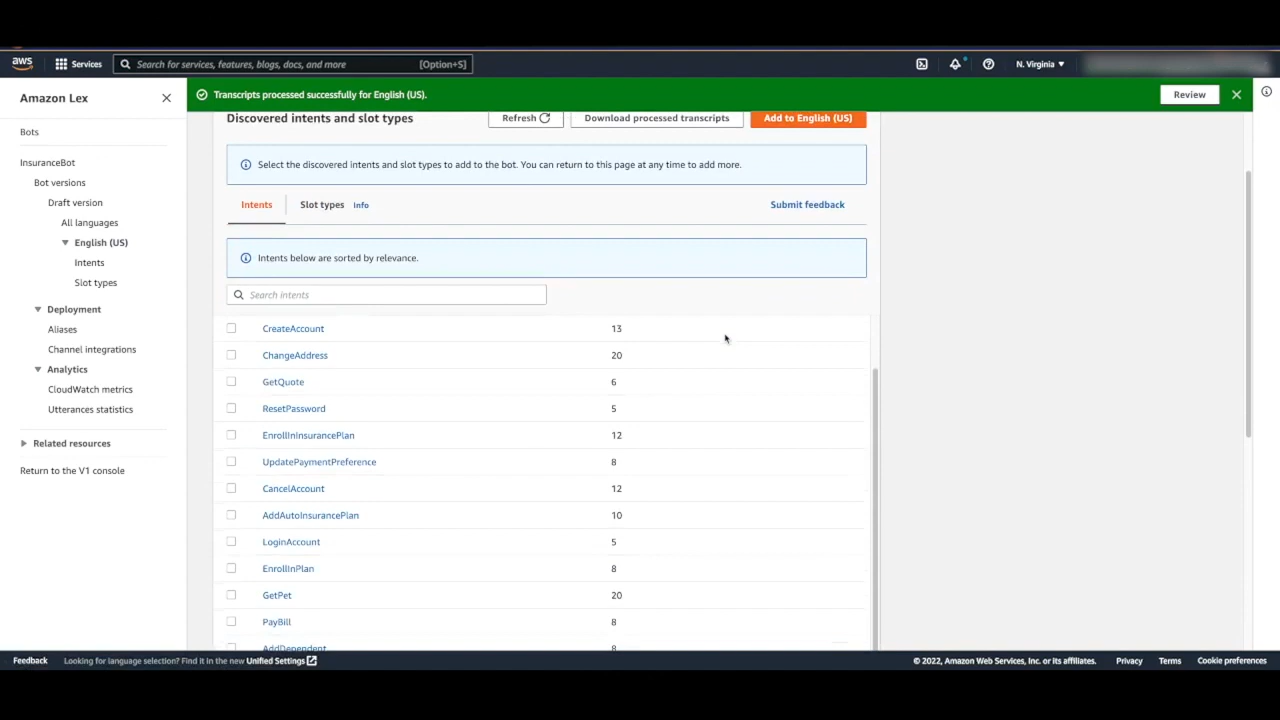 aws
Services
Search for services, features, blogs, docs, and more
[Option+S]
N. Virginia
Amazon Lex
Transcripts processed successfully for English (US).
Review
Discovered intents and slot types
Refresh
Download processed transcripts
Add to English (US)
Bots
InsuranceBot
Bot versions
Draft version
All languages
English (US)
Intents
Slot types
Deployment
Aliases
Channel integrations
Analytics
CloudWatch metrics
Utterances statistics
Related resources
Return to the V1 console
Select the discovered intents and slot types to add to the bot. You can return to this page at any time to add more.
Intents
Slot types
Info
Submit feedback
Intents below are sorted by relevance.
Search intents
CreateAccount 13
ChangeAddress 20
GetQuote 6
ResetPassword 5
EnrollInInsurancePlan 12
UpdatePaymentPreference 8
CancelAccount 12
AddAutoInsurancePlan 10
LoginAccount 5
EnrollInPlan 8
GetPet 20
PayBill 8
AddDependent 8
Feedback
Looking for language selection? Find it in the new Unified Settings
© 2022, Amazon Web Services, Inc. or its affiliates.
Privacy
Terms
Cookie preferences